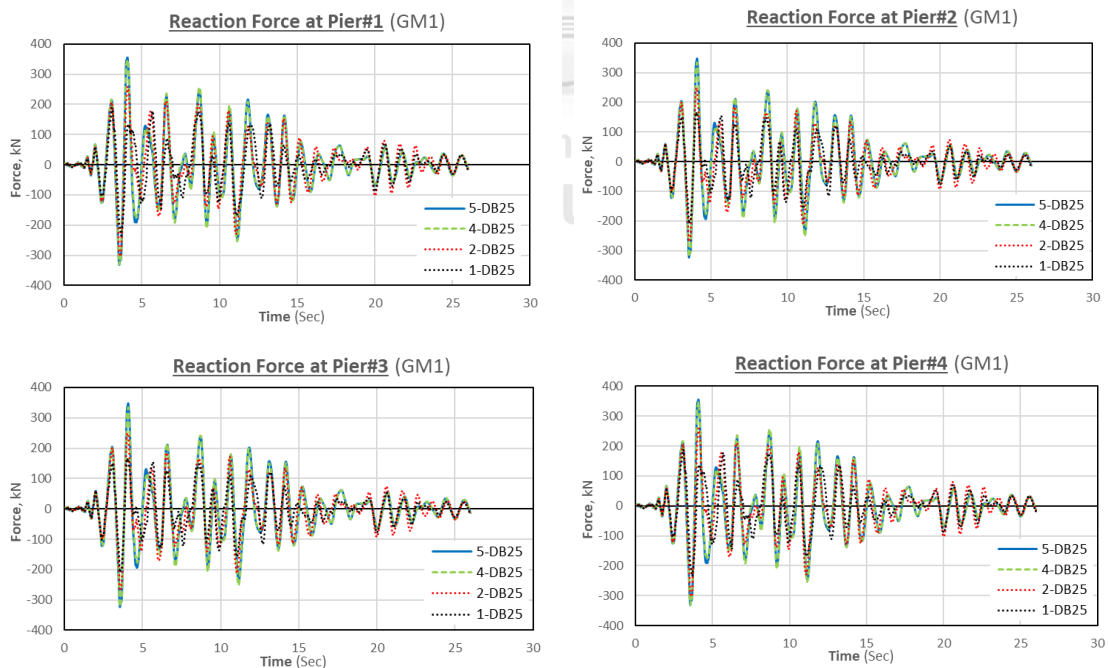 Reaction Force at Pier#1 (GM1)
Force, kN
400
300
200
100
0
-100
-200
-300
-400
0 5 10 15 20 25 30
Time (Sec)
5-DB25
4-DB25
2-DB25
1-DB25
Reaction Force at Pier#2 (GM1)
Force, kN
400
300
200
100
0
-100
-200
-300
-400
0 5 10 15 20 25 30
Time (Sec)
5-DB25
4-DB25
2-DB25
1-DB25
Reaction Force at Pier#3 (GM1)
Force, kN
400
300
200
100
0
-100
-200
-300
-400
0 5 10 15 20 25 30
Time (Sec)
5-DB25
4-DB25
2-DB25
1-DB25
Reaction Force at Pier#4 (GM1)
Force, kN
400
300
200
100
0
-100
-200
-300
-400
0 5 10 15 20 25 30
Time (Sec)
5-DB25
4-DB25
2-DB25
1-DB25